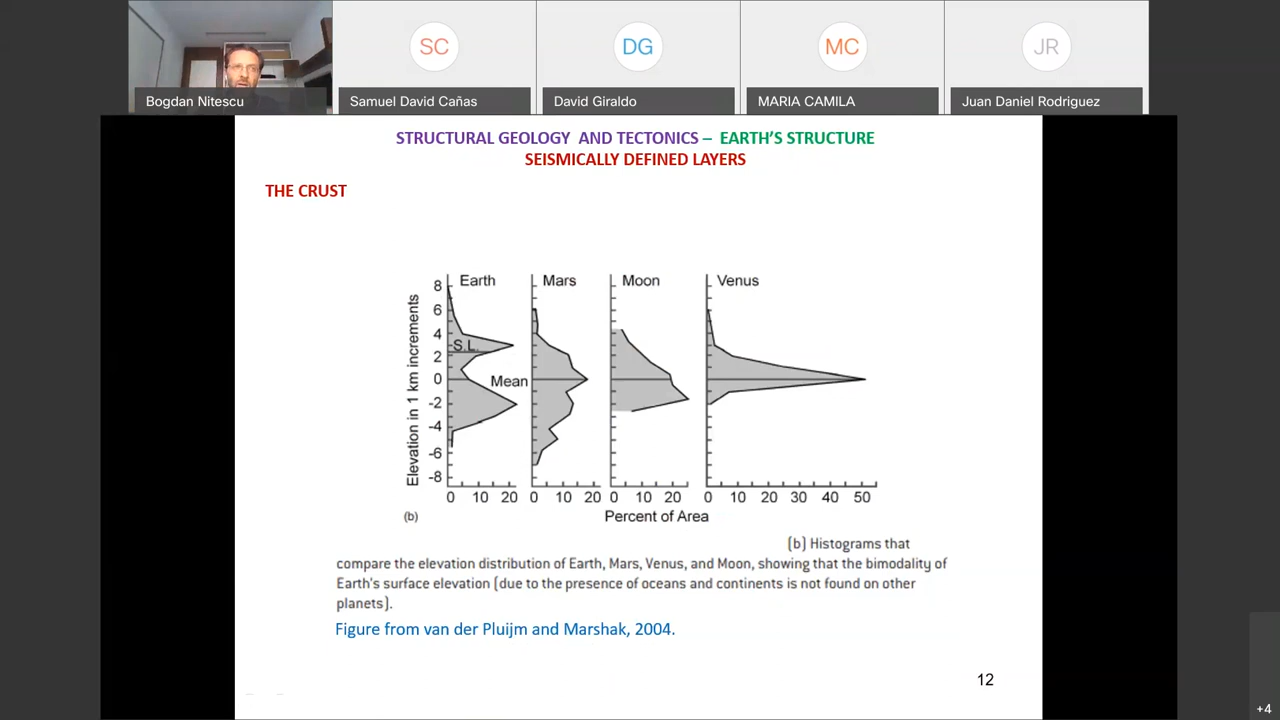 SC
DG
MC
JR
Bogdan Nitescu
Samuel David Cañas
David Giraldo
MARIA CAMILA
Juan Daniel Rodriguez
STRUCTURAL GEOLOGY AND TECTONICS – EARTH'S STRUCTURE
SEISMICALLY DEFINED LAYERS
THE CRUST
Earth
Mars
Moon
Venus
Elevation in 1 km increments
8
6
4
2
0
-2
-4
-6
-8
S.L.
Mean
0 10 20
0 10 20
0 10 20
0 10 20 30 40 50
Percent of Area
(b)
(b) Histograms that
compare the elevation distribution of Earth, Mars, Venus, and Moon, showing that the bimodality of
Earth's surface elevation (due to the presence of oceans and continents is not found on other
planets).
Figure from van der Pluijm and Marshak, 2004.
12
+4